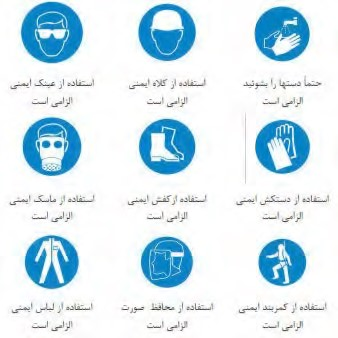 حتماً دستها را بشوئید
الزامی است
استفاده از کلاه ایمنی
الزامی است
استفاده از عینک ایمنی
الزامی است
استفاده از دستکش ایمنی
الزامی است
استفاده ازکفش ایمنی
الزامی است
استفاده از ماسک ایمنی
الزامی است
استفاده از کمربند ایمنی
الزامی است
استفاده از محافظ صورت
الزامی است
استفاده از لباس ایمنی
الزامی است